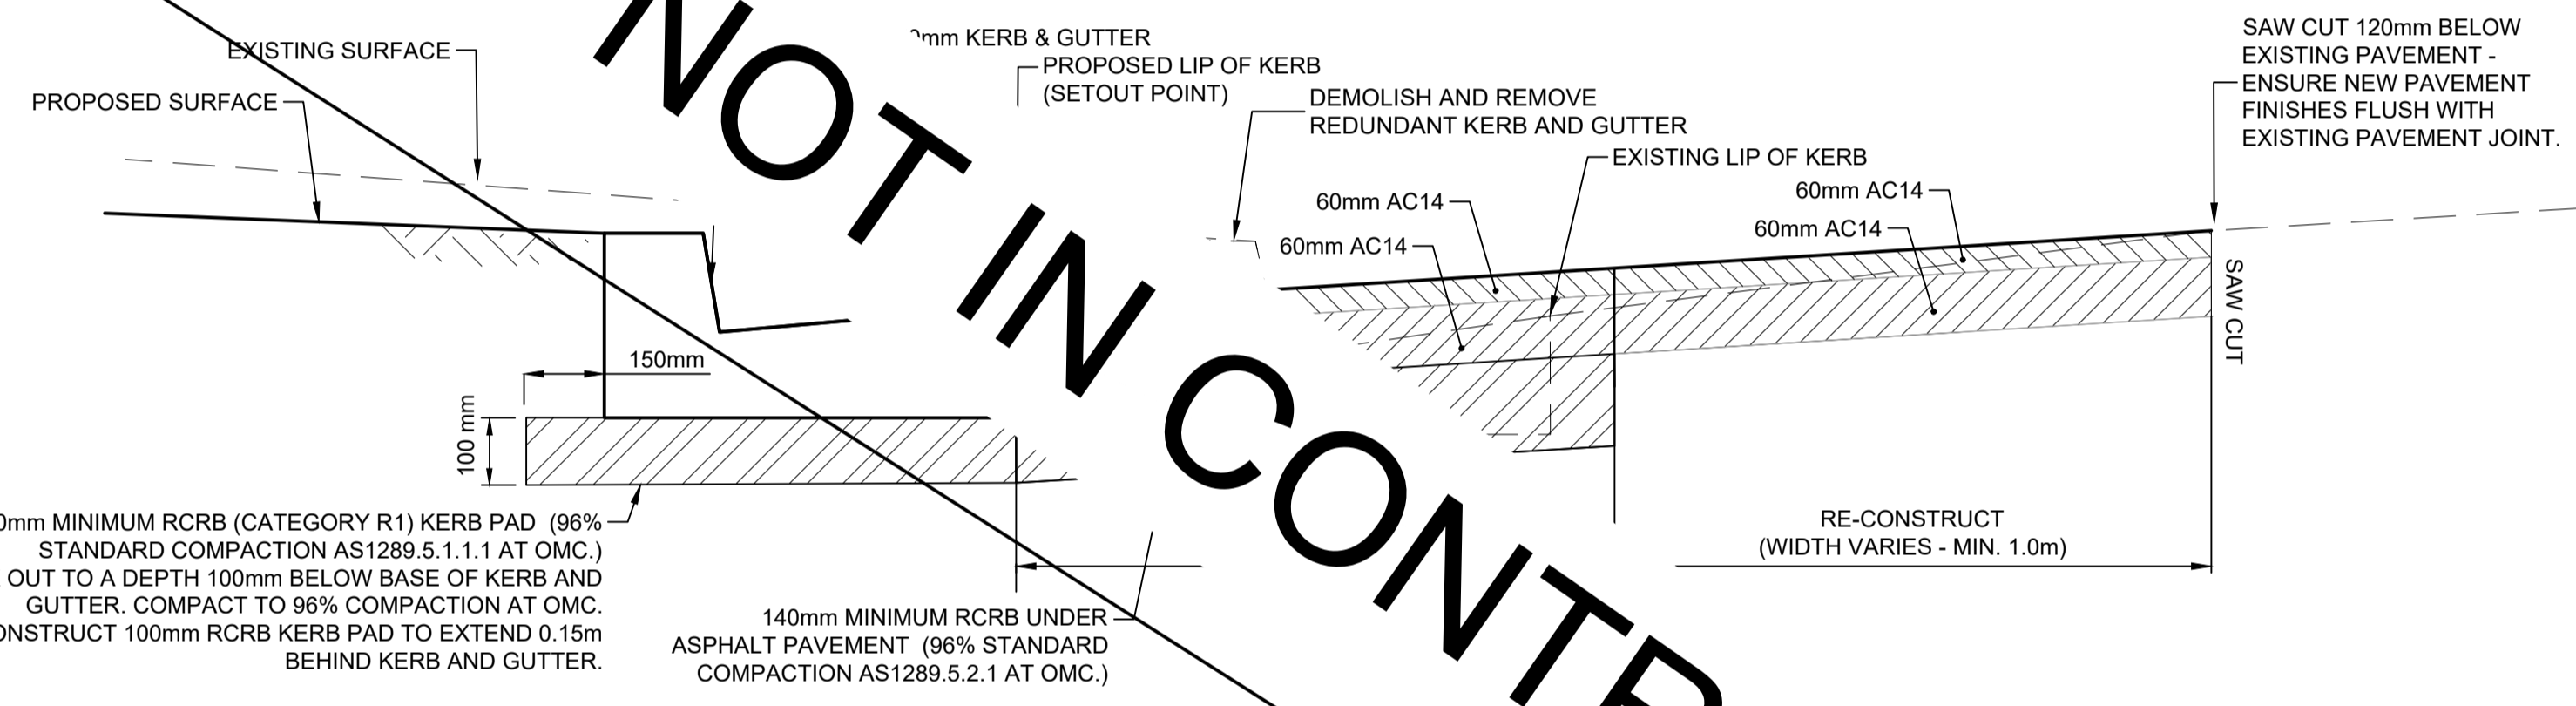 EXISTING SURFACE
PROPOSED SURFACE
mm KERB & GUTTER
PROPOSED LIP OF KERB
(SETOUT POINT)
DEMOLISH AND REMOVE
REDUNDANT KERB AND GUTTER
EXISTING LIP OF KERB
60mm AC14
60mm AC14
60mm AC14
60mm AC14
SAW CUT 120mm BELOW
EXISTING PAVEMENT -
ENSURE NEW PAVEMENT
FINISHES FLUSH WITH
EXISTING PAVEMENT JOINT.
SAW CUT
NOT IN CONTR
150mm
100 mm
0mm MINIMUM RCRB (CATEGORY R1) KERB PAD (96%
STANDARD COMPACTION AS1289.5.1.1.1 AT OMC.)
OUT TO A DEPTH 100mm BELOW BASE OF KERB AND
GUTTER. COMPACT TO 96% COMPACTION AT OMC.
ONSTRUCT 100mm RCRB KERB PAD TO EXTEND 0.15m
BEHIND KERB AND GUTTER.
140mm MINIMUM RCRB UNDER
ASPHALT PAVEMENT (96% STANDARD
COMPACTION AS1289.5.2.1 AT OMC.)
RE-CONSTRUCT
(WIDTH VARIES - MIN. 1.0m)